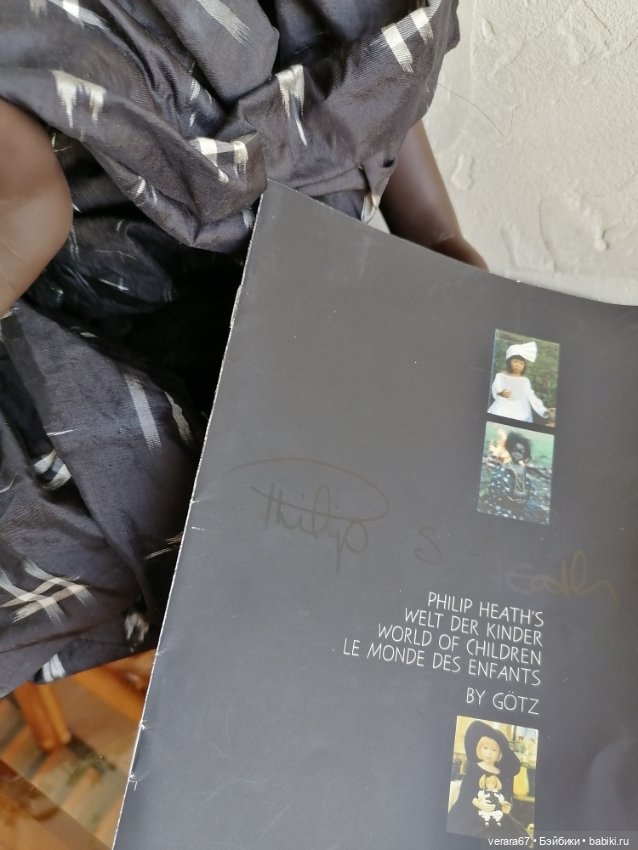 Philip S Heath
PHILIP HEATH'S
WELT DER KINDER
WORLD OF CHILDREN
LE MONDE DES ENFANTS
BY GÖTZ
verara67 • Бэйбики • babiki.ru